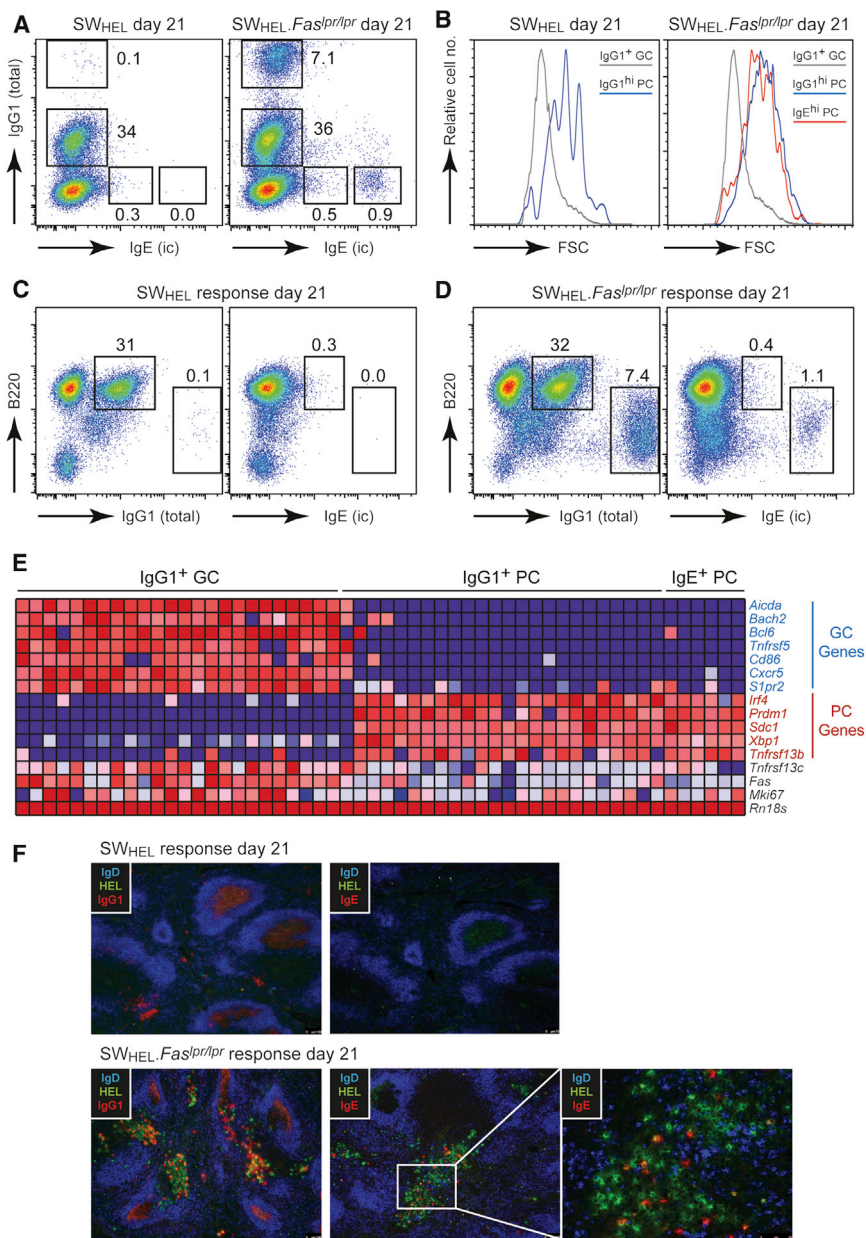 A
SWHEL day 21
SWHEL.Faslpr/lpr day 21
IgG1 (total)
0.1
34
0.3
0.0
7.1
36
0.5
0.9
IgE (ic)
IgE (ic)
B
SWHEL day 21
SWHEL.Faslpr/lpr day 21
Relative cell no.
IgG1+ GC
IgG1hi PC
IgG1+ GC
IgG1hi PC
IgEhi PC
FSC
FSC
C
SWHEL response day 21
B220
31
0.1
0.3
0.0
IgG1 (total)
IgE (ic)
D
SWHEL.Faslpr/lpr response day 21
B220
32
7.4
0.4
1.1
IgG1 (total)
IgE (ic)
E
IgG1+ GC
IgG1+ PC
IgE+ PC
Aicda
Bach2
Bcl6
Tnfrsf5
Cd86
Cxcr5
S1pr2
Irf4
Prdm1
Sdc1
Xbp1
Tnfrsf13b
Tnfrsf13c
Fas
Mki67
Rn18s
GC
Genes
PC
Genes
F
SWHEL response day 21
IgD
HEL
IgG1
IgD
HEL
IgE
SWHEL.Faslpr/lpr response day 21
IgD
HEL
IgG1
IgD
HEL
IgE
IgD
HEL
IgE